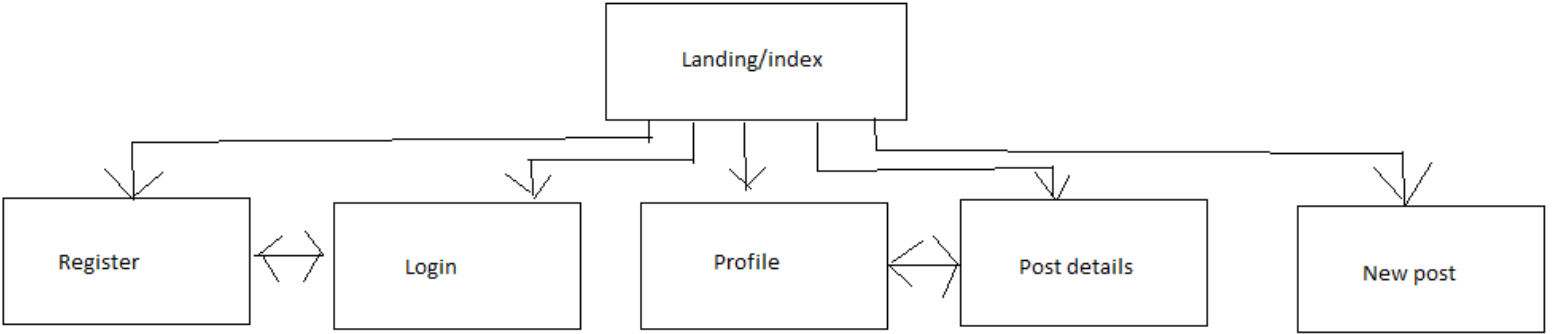 Landing/index
Register
Login
Profile
Post details
New post